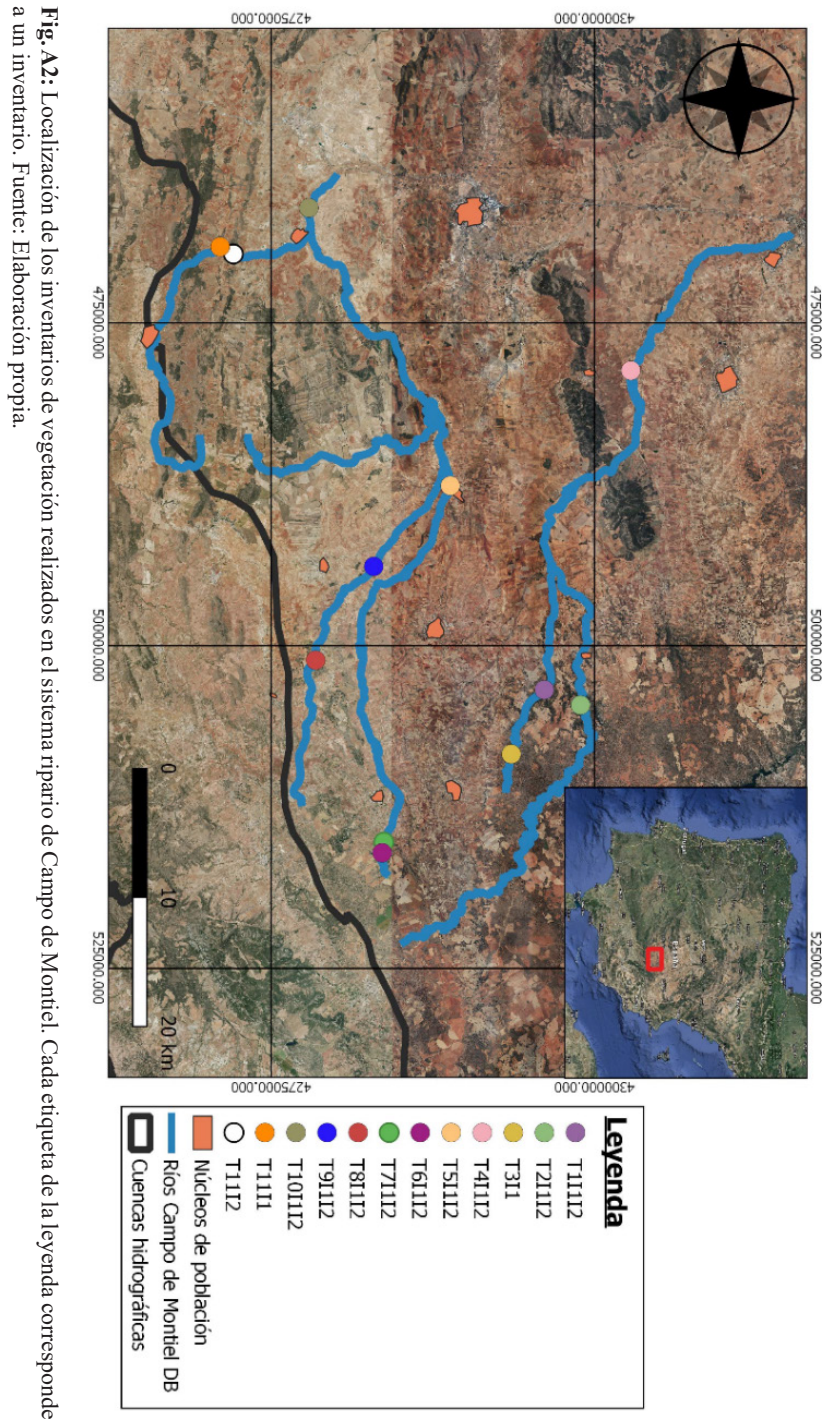 475000.000
500000.000
525000.000
4300000.000
4300000.000
4275000.000
4275000.000
0
10
20 km
Leyenda
T1I1I2
T2I1I2
T3I1
T4I1I2
T5I1I2
T6I1I2
T7I1I2
T8I1I2
T9I1I2
T10I1I2
T11I1
T11I2
Núcleos de población
Ríos Campo de Montiel DB
Cuencas hidrográficas
Fig. A2: Localización de los inventarios de vegetación realizados en el sistema ripario de Campo de Montiel. Cada etiqueta de la leyenda corresponde
a un inventario. Fuente: Elaboración propia.